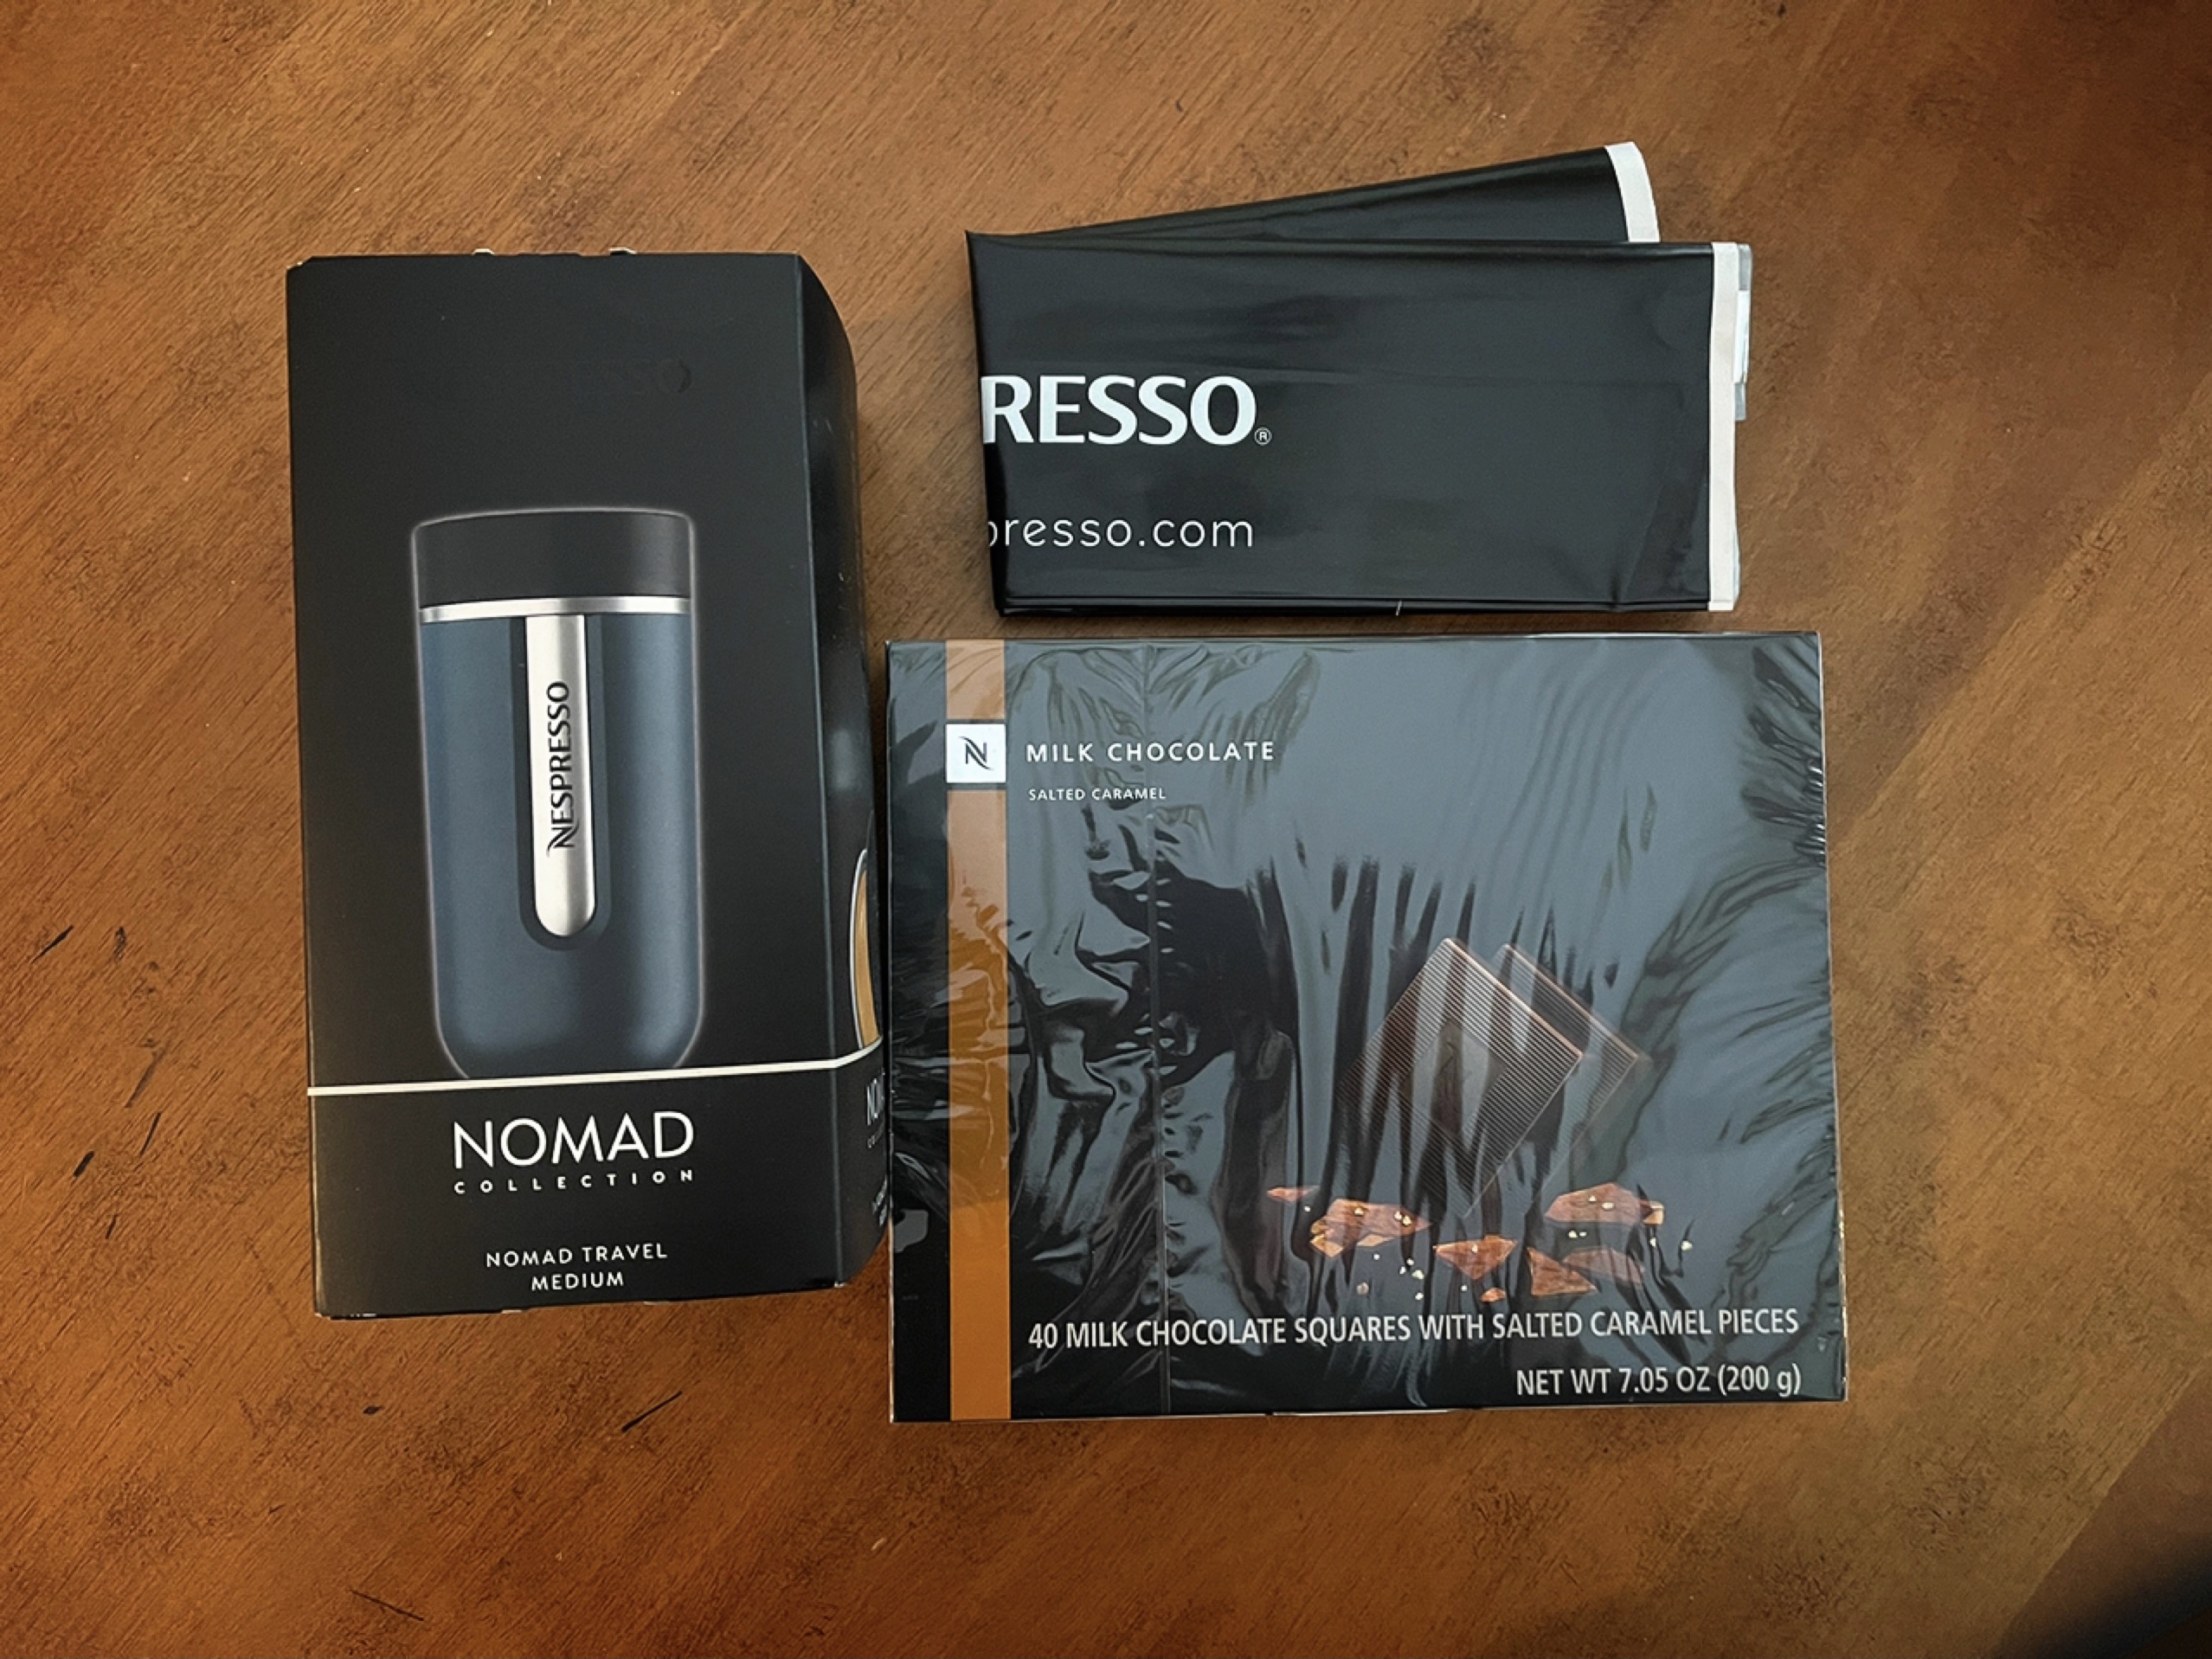 NESPRESSO
NOMAD
COLLECTION
NOMAD TRAVEL
MEDIUM
RESSO®
presso.com
N
MILK CHOCOLATE
SALTED CARAMEL
40 MILK CHOCOLATE SQUARES WITH SALTED CARAMEL PIECES
NET WT 7.05 OZ (200 g)